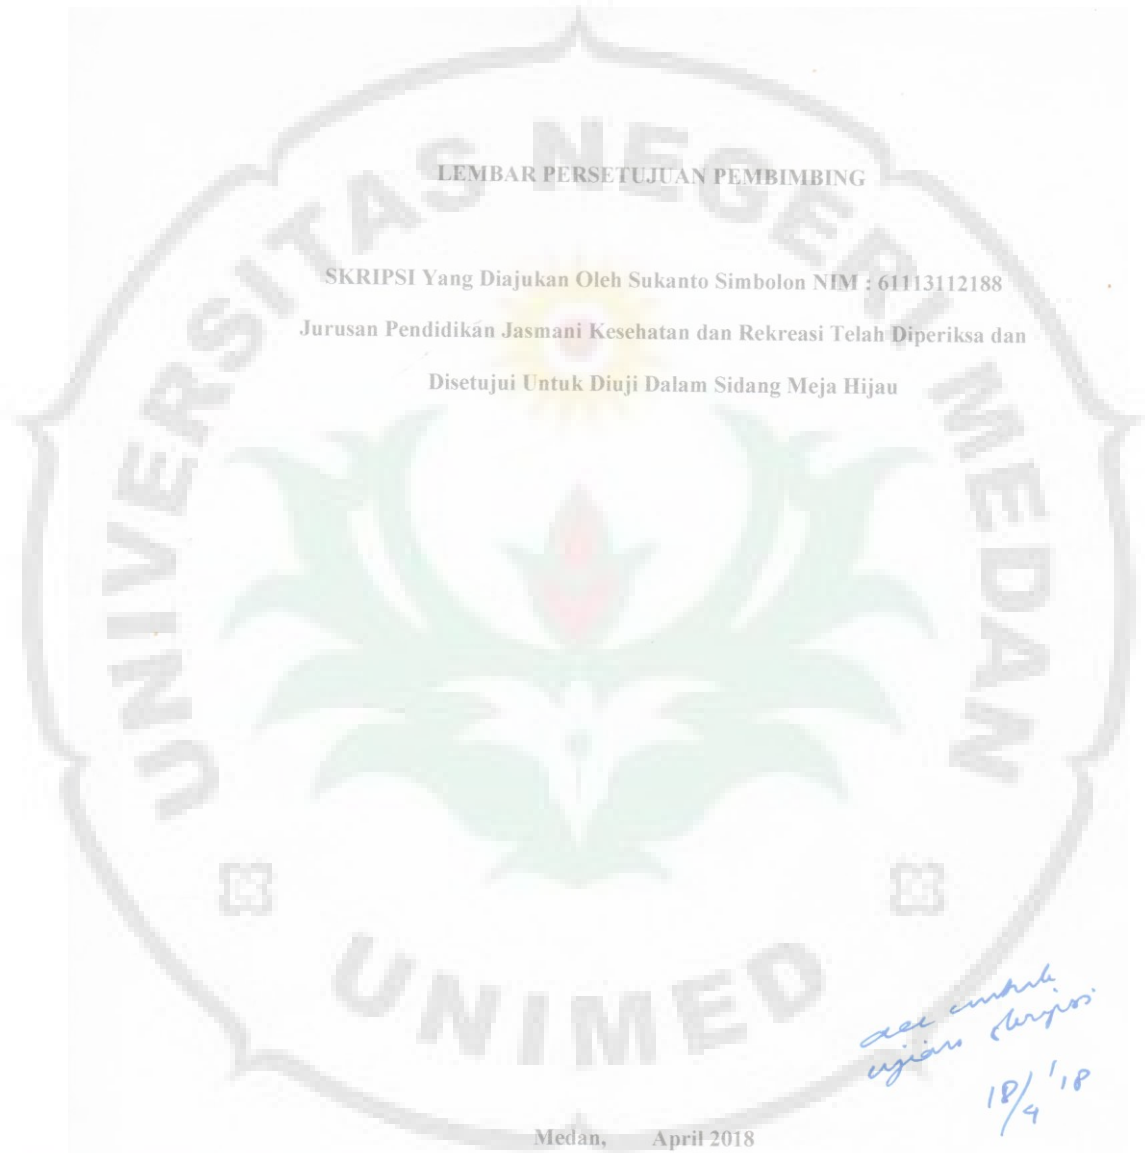 UNIVERSITAS NEGERI MEDAN
LEMBAR PERSETUJUAN PEMBIMBING
SKRIPSI Yang Diajukan Oleh Sukanto Simbolon NIM : 61113112188
Jurusan Pendidikan Jasmani Kesehatan dan Rekreasi Telah Diperiksa dan
Disetujui Untuk Diuji Dalam Sidang Meja Hijau
UNIMED
acc untuk
ujian skripsi
18/4 '18
Medan, April 2018